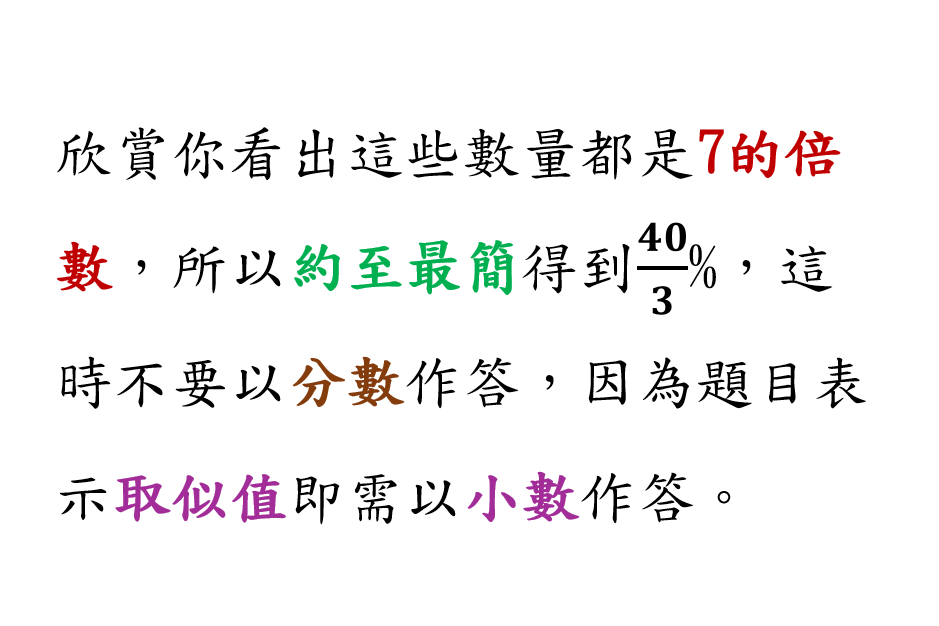 欣賞你看出這些數量都是7的倍
數，所以約至最簡得到40/3%，這
時不要以分數作答，因為題目表
示取似值即需以小數作答。